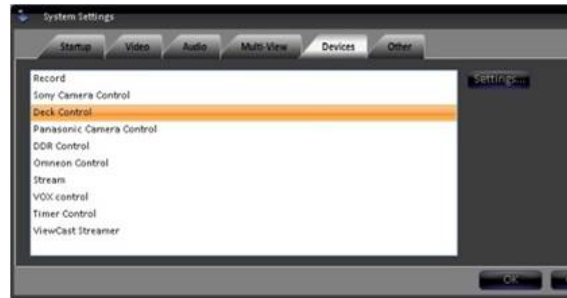 System Settings
Startup Video Audio Multi-View Devices Other
Record
Settings...
Sony Camera Control
Deck Control
Panasonic Camera Control
DDR Control
Omneon Control
Stream
VOX control
Timer Control
ViewCast Streamer
OK